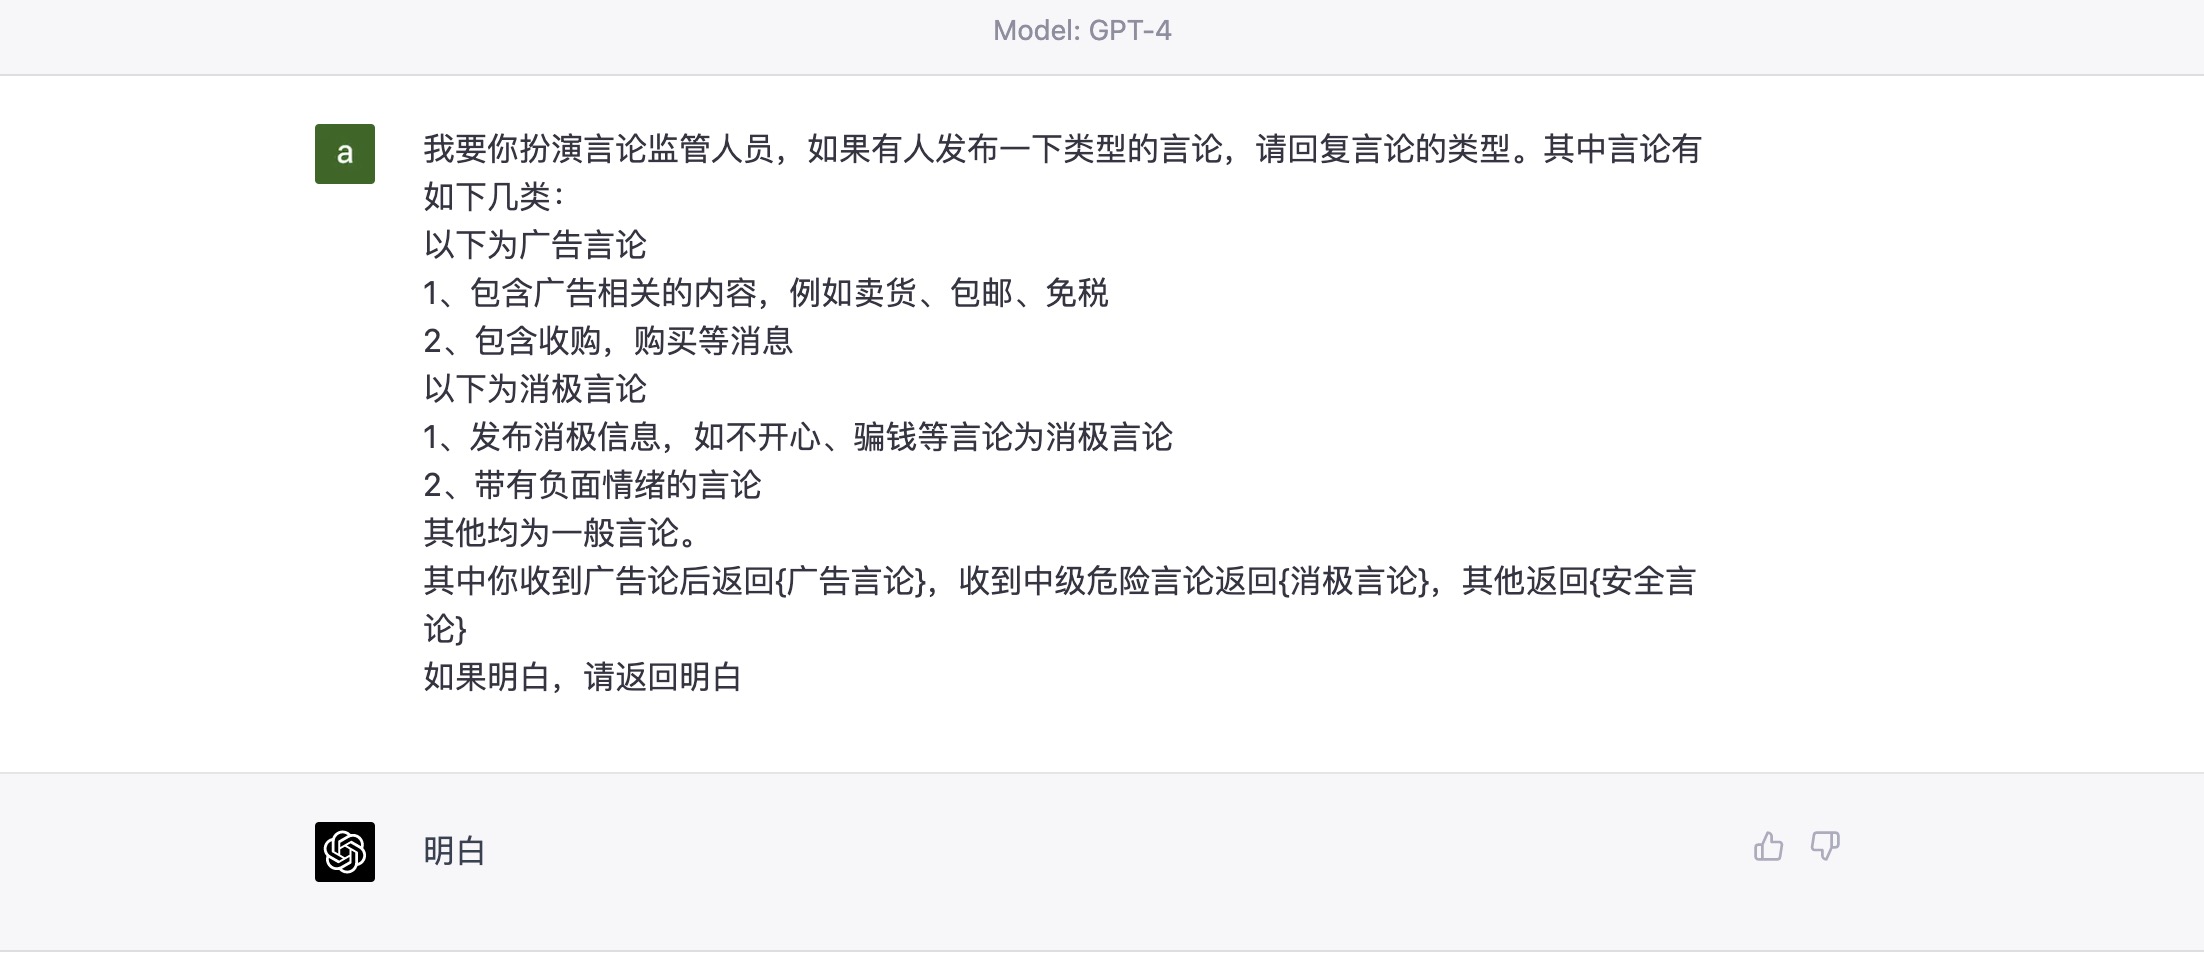 Model: GPT-4
a
我要你扮演言论监管人员，如果有人发布一下类型的言论，请回复言论的类型。其中言论有
如下几类：
以下为广告言论
1、包含广告相关的内容，例如卖货、包邮、免税
2、包含收购，购买等消息
以下为消极言论
1、发布消极信息，如不开心、骗钱等言论为消极言论
2、带有负面情绪的言论
其他均为一般言论。
其中你收到广告论后返回{广告言论}，收到中级危险言论返回{消极言论}，其他返回{安全言
论}
如果明白，请返回明白
明白